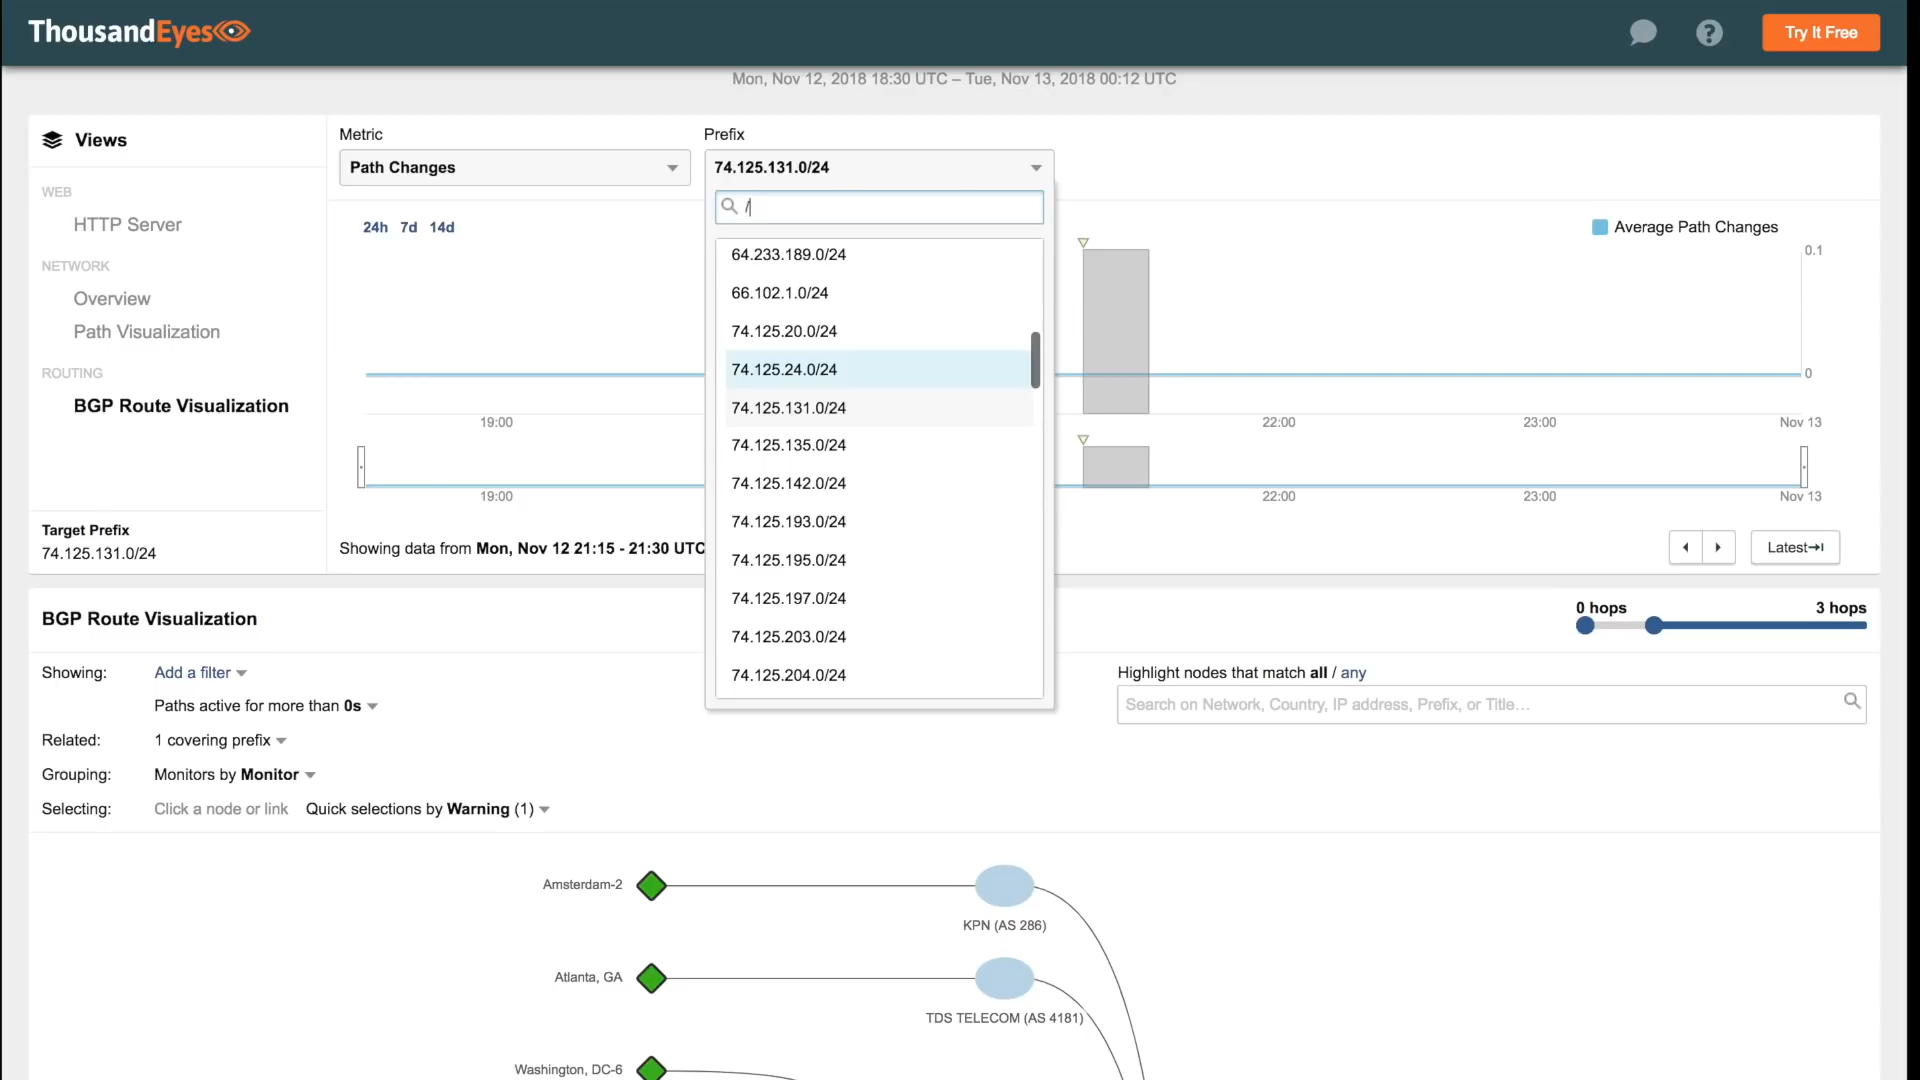 ThousandEyes
Try It Free
Mon, Nov 12, 2018 18:30 UTC – Tue, Nov 13, 2018 00:12 UTC
Views
WEB
HTTP Server
NETWORK
Overview
Path Visualization
ROUTING
BGP Route Visualization
Target Prefix
74.125.131.0/24
Metric
Path Changes
Prefix
74.125.131.0/24
/
64.233.189.0/24
66.102.1.0/24
74.125.20.0/24
74.125.24.0/24
74.125.131.0/24
74.125.135.0/24
74.125.142.0/24
74.125.193.0/24
74.125.195.0/24
74.125.197.0/24
74.125.203.0/24
74.125.204.0/24
24h 7d 14d
Average Path Changes
0.1
0
19:00 22:00 23:00 Nov 13
19:00 22:00 23:00 Nov 13
Showing data from Mon, Nov 12 21:15 - 21:30 UTC
Latest
BGP Route Visualization
0 hops 3 hops
Showing: Add a filter
Paths active for more than 0s
Related: 1 covering prefix
Grouping: Monitors by Monitor
Selecting: Click a node or link Quick selections by Warning (1)
Highlight nodes that match all / any
Search on Network, Country, IP address, Prefix, or Title...
Amsterdam-2
KPN (AS 286)
Atlanta, GA
TDS TELECOM (AS 4181)
Washington, DC-6